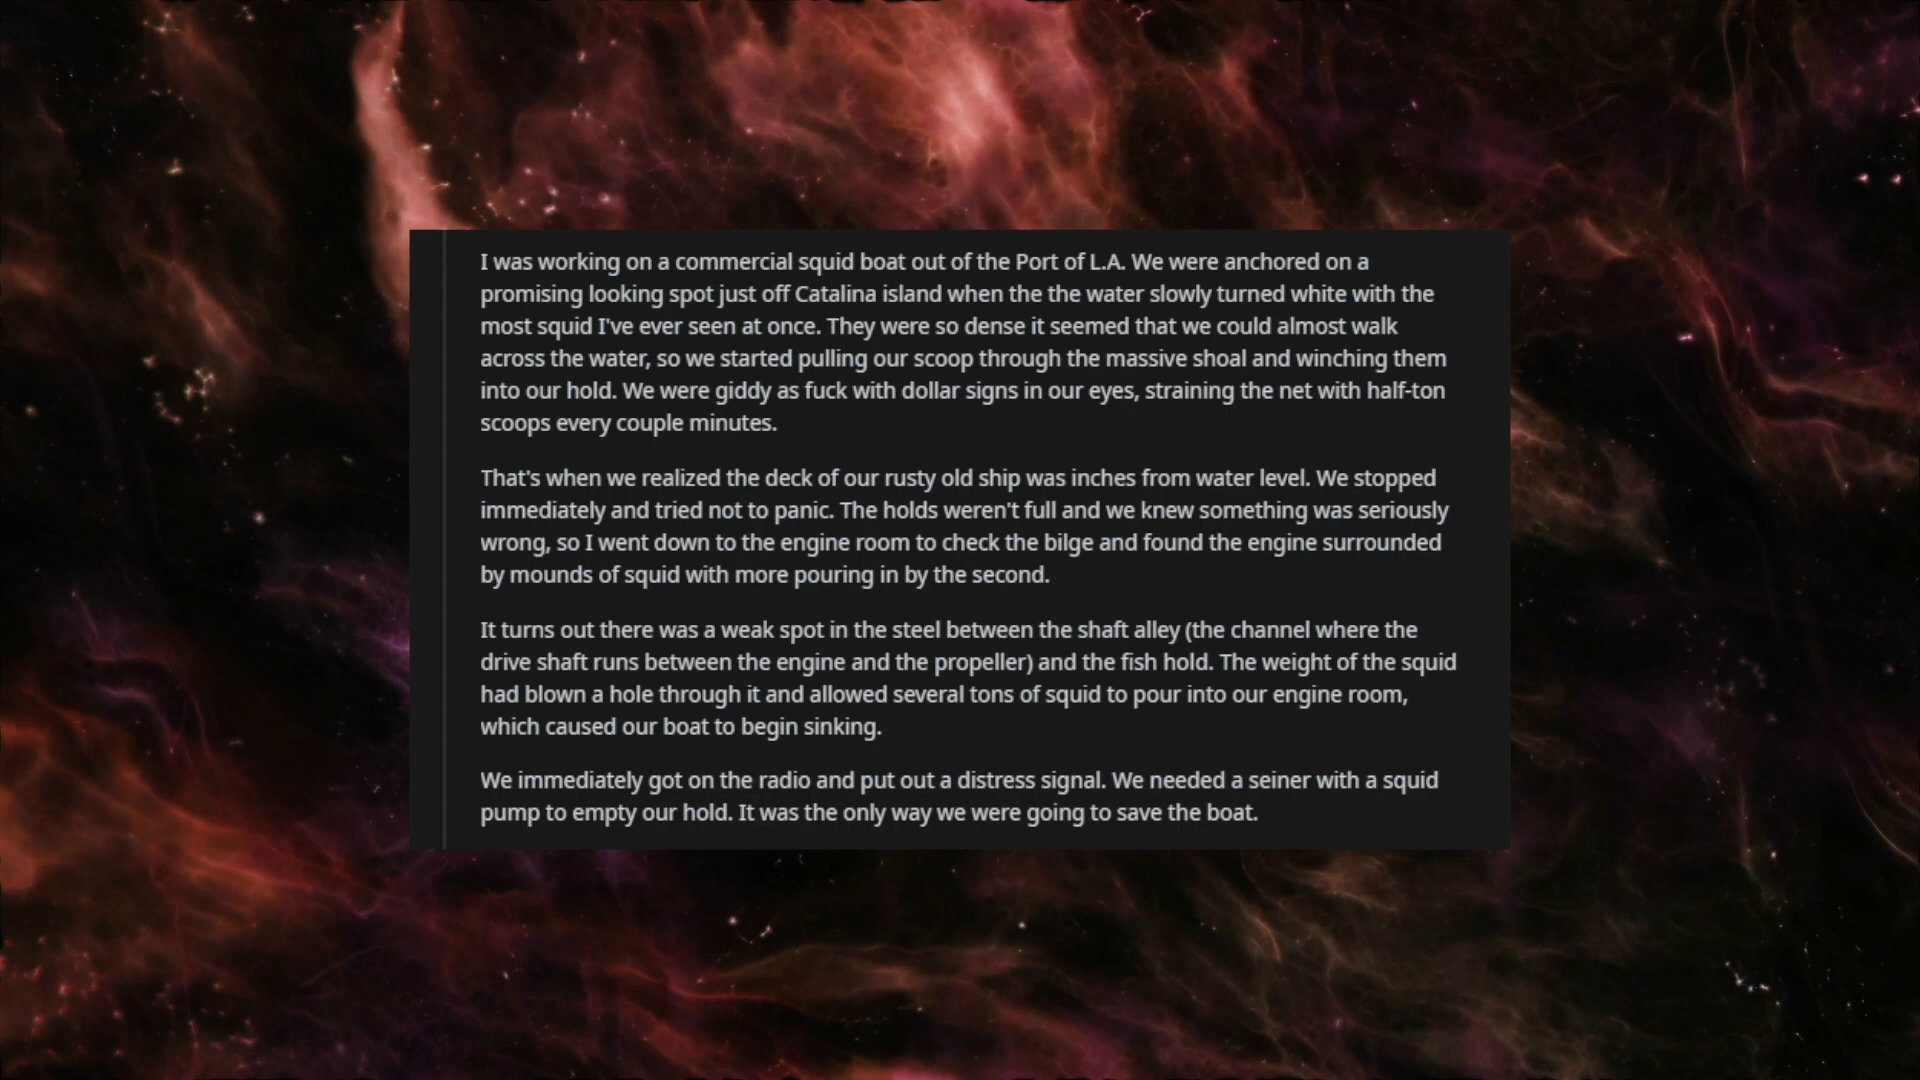 I was working on a commercial squid boat out of the Port of L.A. We were anchored on a
promising looking spot just off Catalina island when the the water slowly turned white with the
most squid I've ever seen at once. They were so dense it seemed that we could almost walk
across the water, so we started pulling our scoop through the massive shoal and winching them
into our hold. We were giddy as fuck with dollar signs in our eyes, straining the net with half-ton
scoops every couple minutes.
That's when we realized the deck of our rusty old ship was inches from water level. We stopped
immediately and tried not to panic. The holds weren't full and we knew something was seriously
wrong, so I went down to the engine room to check the bilge and found the engine surrounded
by mounds of squid with more pouring in by the second.
It turns out there was a weak spot in the steel between the shaft alley (the channel where the
drive shaft runs between the engine and the propeller) and the fish hold. The weight of the squid
had blown a hole through it and allowed several tons of squid to pour into our engine room,
which caused our boat to begin sinking.
We immediately got on the radio and put out a distress signal. We needed a seiner with a squid
pump to empty our hold. It was the only way we were going to save the boat.